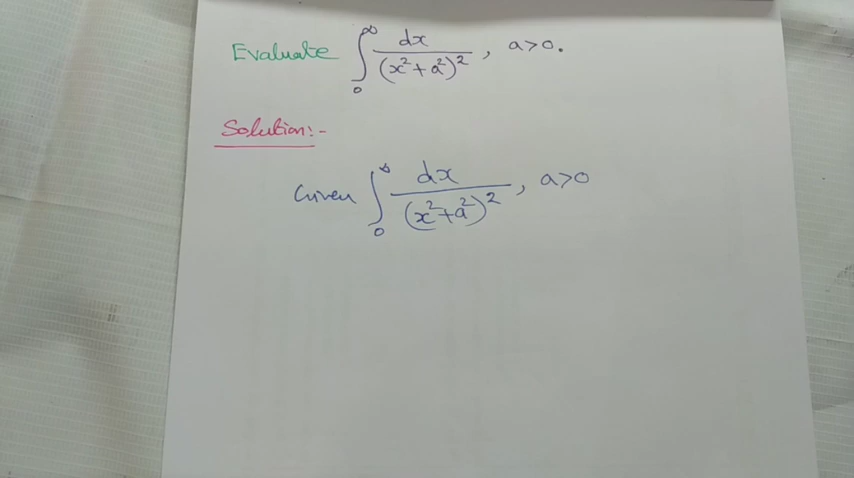 Evaluate ∫₀^∞ dx/(x²+a²)², a>0.
Solution:-
Given ∫₀^∞ dx/(x²+a²)², a>0